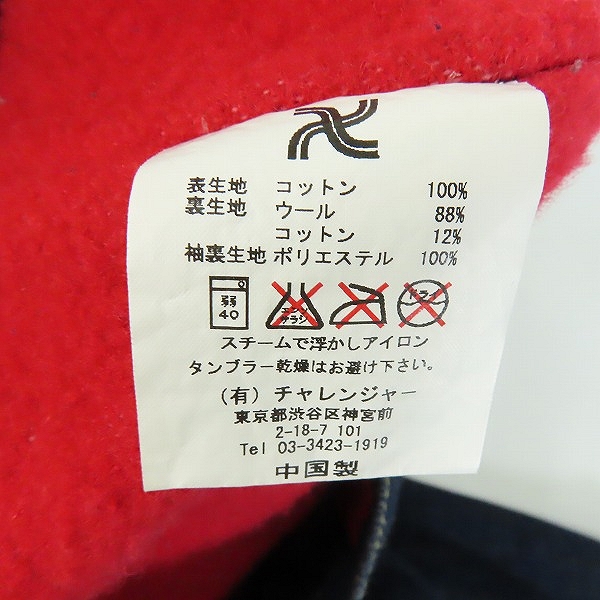 表生地 コットン 100%
裏生地 ウール 88%
コットン 12%
袖裏生地 ポリエステル 100%
弱
40
エンソ
サラシ
ドライ
スチームで浮かしアイロン
タンブラー乾燥はお避け下さい。
(有) チャレンジャー
東京都渋谷区神宮前
2-18-7 101
Tel 03-3423-1919
中国製